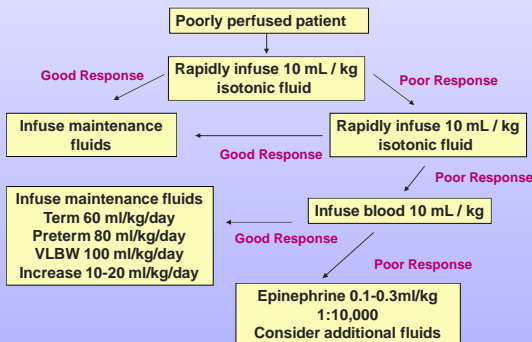 Poorly perfused patient
Good Response
Rapidly infuse 10 mL / kg
isotonic fluid
Poor Response
Infuse maintenance
fluids
Good Response
Rapidly infuse 10 mL / kg
isotonic fluid
Poor Response
Infuse maintenance fluids
Term 60 ml/kg/day
Preterm 80 ml/kg/day
VLBW 100 ml/kg/day
Increase 10-20 ml/kg/day
Good Response
Infuse blood 10 mL / kg
Poor Response
Epinephrine 0.1-0.3ml/kg
1:10,000
Consider additional fluids